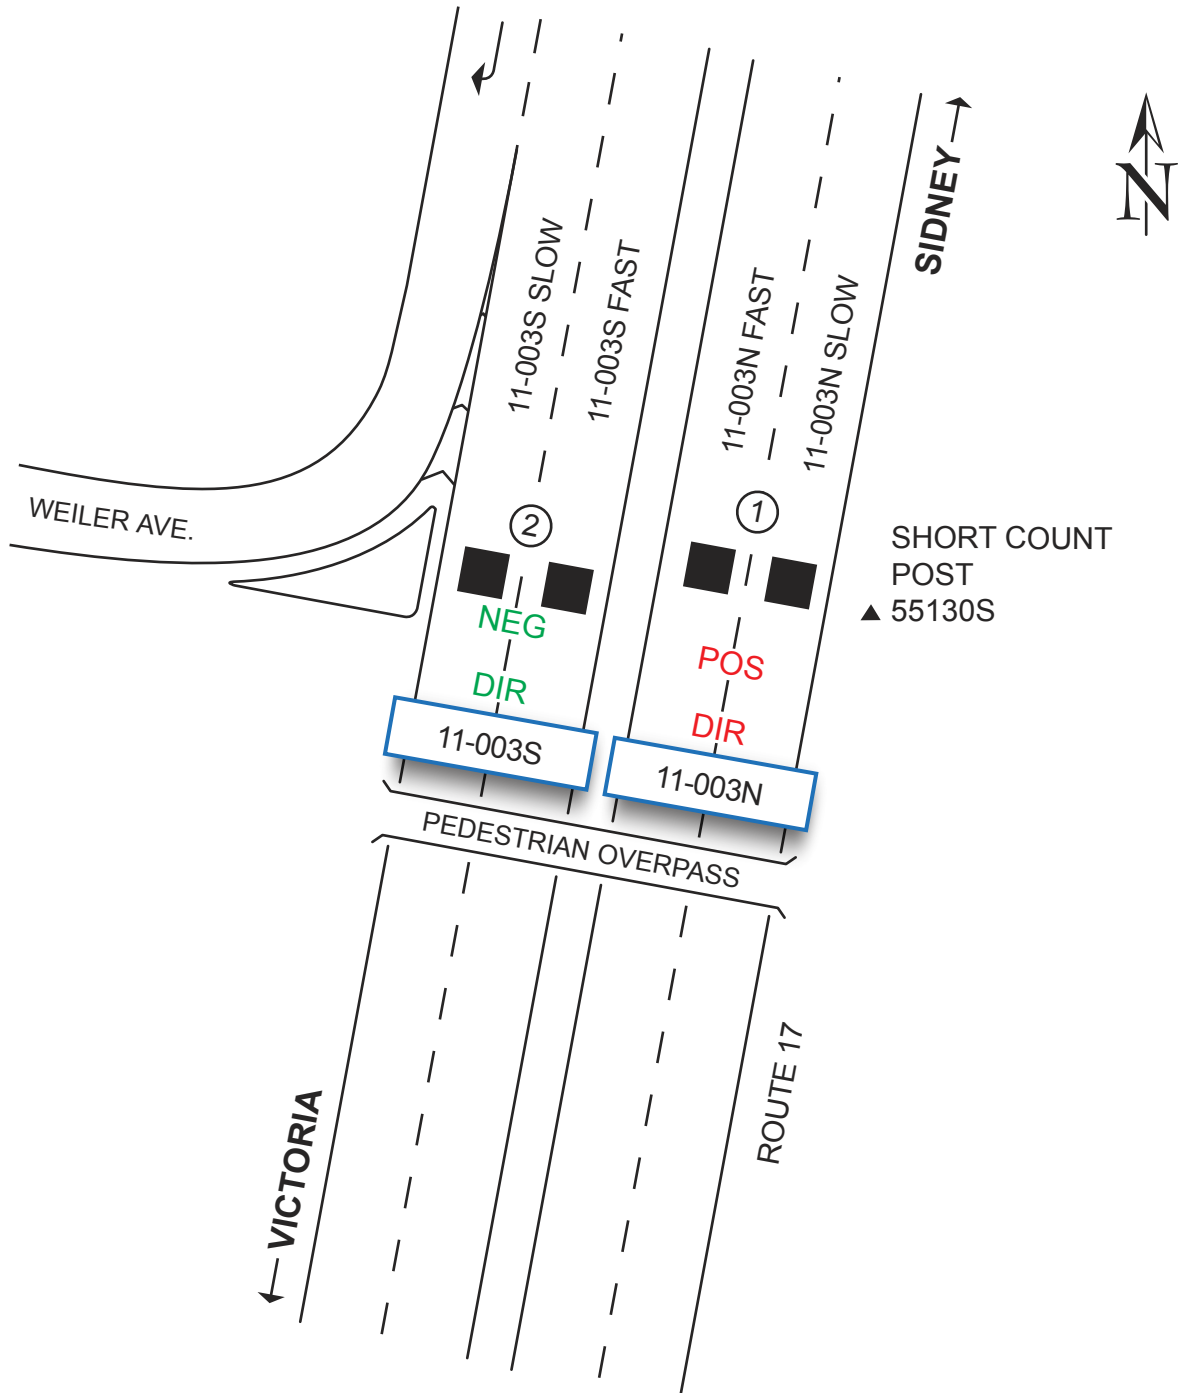 SIDNEY
N
11-003S SLOW
11-003S FAST
11-003N FAST
11-003N SLOW
WEILER AVE.
2
1
SHORT COUNT
POST
55130S
NEG
DIR
POS
DIR
11-003S
11-003N
PEDESTRIAN OVERPASS
ROUTE 17
VICTORIA